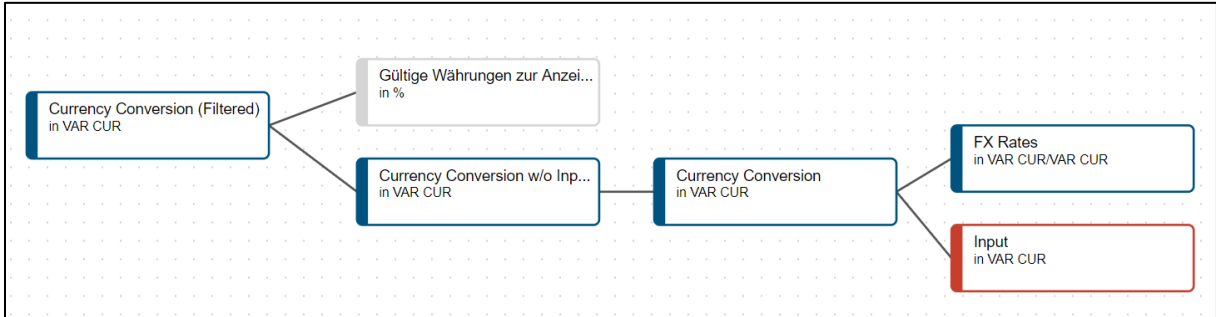 Currency Conversion (Filtered)
in VAR CUR
Gültige Währungen zur Anzei...
in %
Currency Conversion w/o Inp...
in VAR CUR
Currency Conversion
in VAR CUR
FX Rates
in VAR CUR/VAR CUR
Input
in VAR CUR